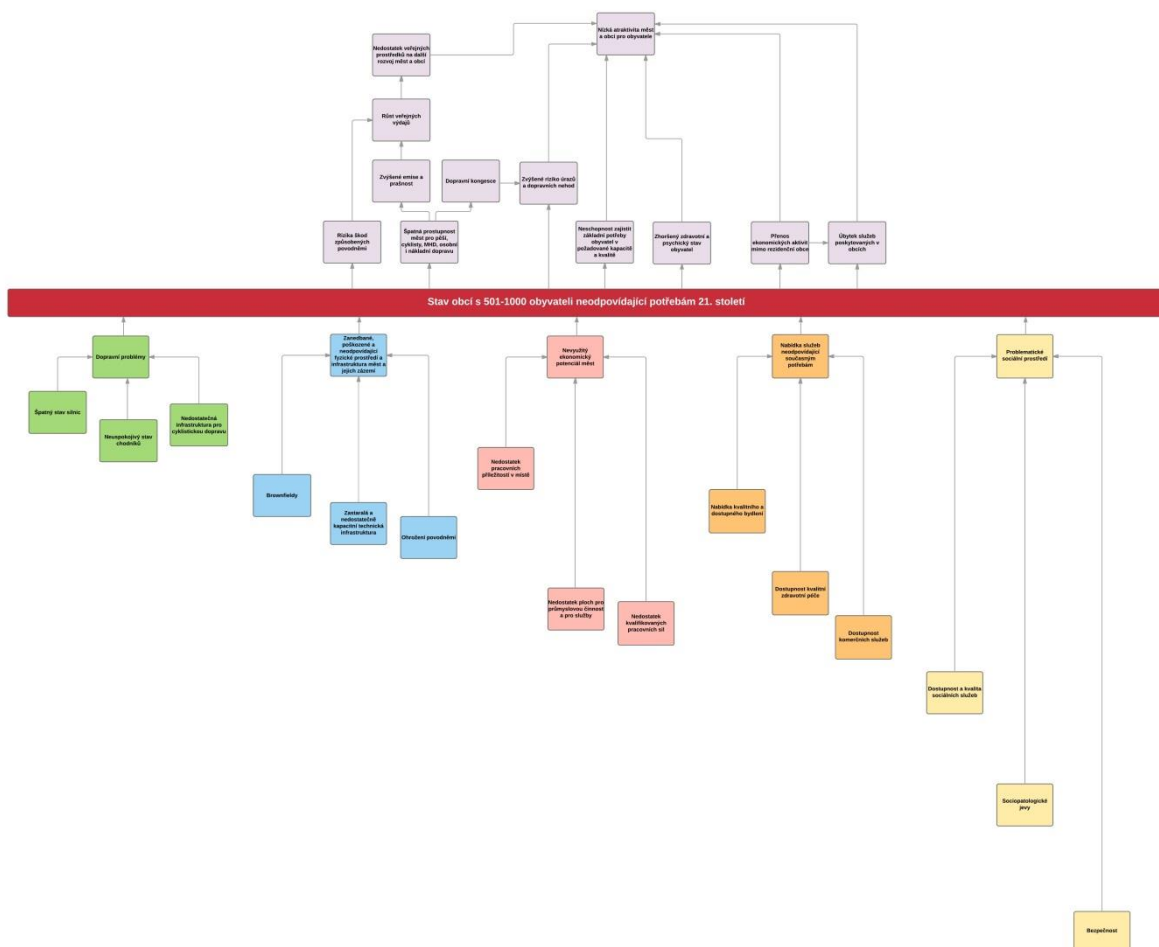 Nízká atraktivita měst
a obcí pro obyvatele
Nedostatek veřejných
prostředků na další
rozvoj měst a obcí
Růst veřejných
výdajů
Zvýšené emise a
prašnost
Dopravní kongesce
Zvýšené riziko úrazů
a dopravních nehod
Rizika škod
způsobených
povodněmi
Špatná prostupnost
měst pro pěší,
cyklisty, MHD, osobní
i nákladní dopravu
Neschopnost zajistit
základní potřeby
obyvatel v
požadované kapacitě
a kvalitě
Zhoršený zdravotní a
psychický stav
obyvatel
Přenos
ekonomických aktivit
mimo rezidenční obce
Úbytek služeb
poskytovaných v
obcích
Stav obcí s 501-1000 obyvateli neodpovídající potřebám 21. století
Dopravní problémy
Zanedbané,
poškozené a
neodpovídající
fyzické prostředí a
infrastruktura měst a
jejich zázemí
Nevyužitý
ekonomický
potenciál měst
Nabídka služeb
neodpovídající
současným
potřebám
Problematické
sociální prostředí
Špatný stav silnic
Neuspokojivý stav
chodníků
Nedostatečná
infrastruktura pro
cyklistickou dopravu
Brownfieldy
Zastaralá a
nedostatečně
kapacitní technická
infrastruktura
Ohrožení povodněmi
Nedostatek
pracovních
příležitostí v místě
Nedostatek ploch pro
průmyslovou činnost
a pro služby
Nedostatek
kvalifikovaných
pracovních sil
Nabídka kvalitního a
dostupného bydlení
Dostupnost kvalitní
zdravotní péče
Dostupnost
komerčních služeb
Dostupnost a kvalita
sociálních služeb
Sociopatologické
jevy
Bezpečnost